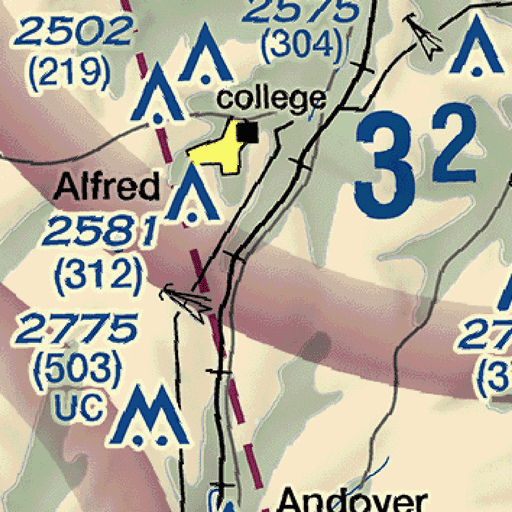 2502
(219)
2575
(304)
college
32
Alfred
2581
(312)
2775
(503)
UC
27
(3
Andover